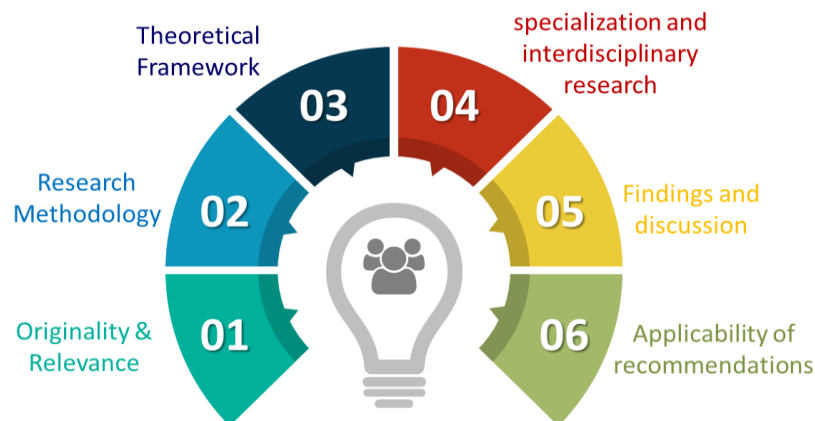 01
Originality &
Relevance
02
Research
Methodology
03
Theoretical
Framework
04
specialization and
interdisciplinary
research
05
Findings and
discussion
06
Applicability of
recommendations